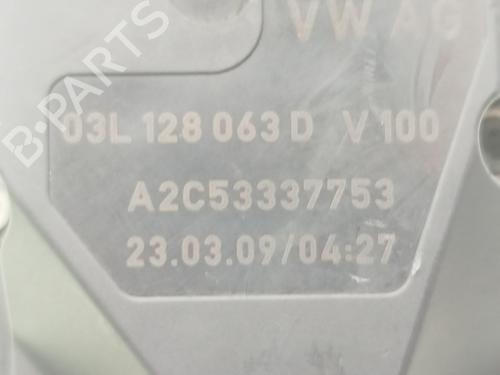 B-PARTS
VW AG
03L 128 063 D V 100
A2C53337753
23.03.09/04:27